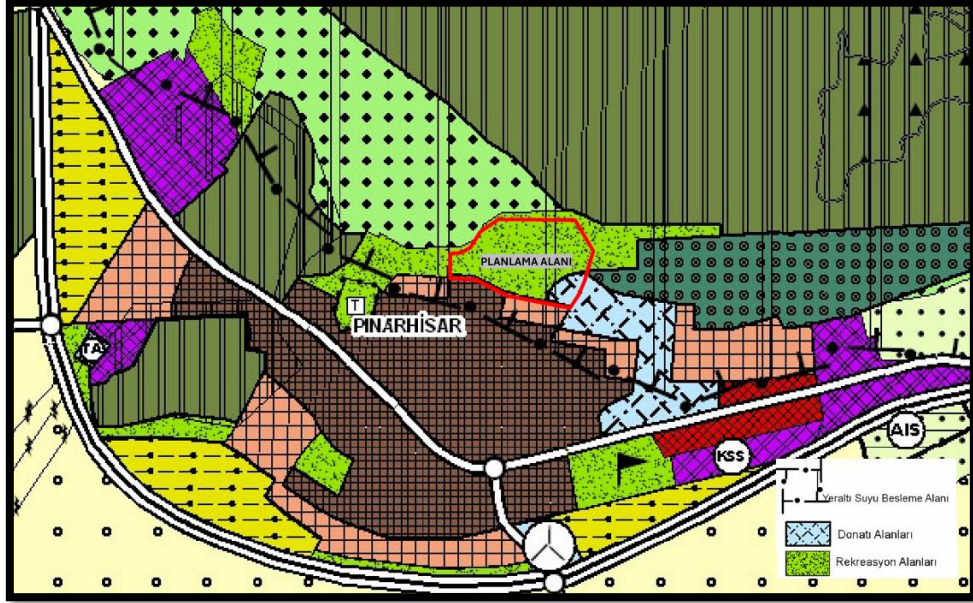 PLANLAMA ALANI
T
PINARHİSAR
TA
AIS
KSS
Yeraltı Suyu Besleme Alanı
Donatı Alanları
Rekreasyon Alanları